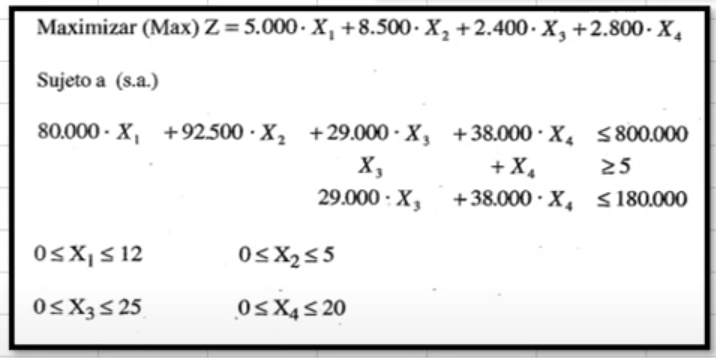 Maximizar (Max) Z = 5.000 · X₁ + 8.500 · X₂ + 2.400 · X₃ + 2.800 · X₄
Sujeto a (s.a.)
80.000 · X₁ + 92.500 · X₂ + 29.000 · X₃ + 38.000 · X₄ ≤ 800.000
X₃ + X₄ ≥ 5
29.000 · X₃ + 38.000 · X₄ ≤ 180.000
0 ≤ X₁ ≤ 12 0 ≤ X₂ ≤ 5
0 ≤ X₃ ≤ 25 0 ≤ X₄ ≤ 20